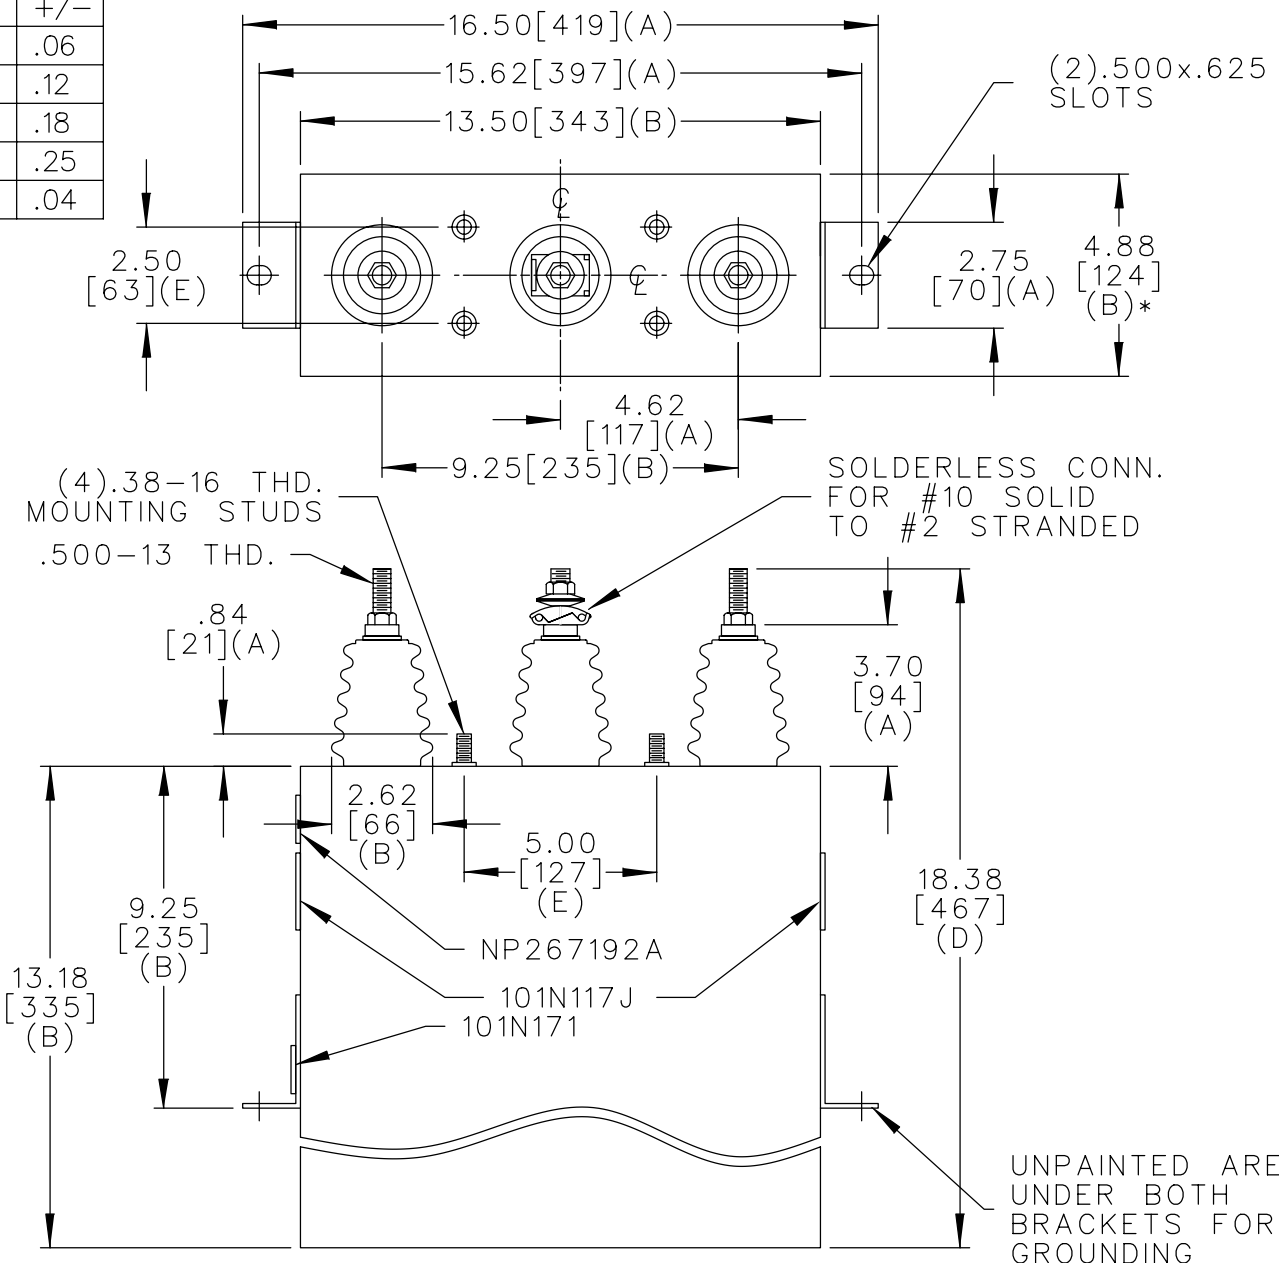 +/-
.06
.12
.18
.25
.04
16.50[419](A)
15.62[397](A)
13.50[343](B)
(2).500x.625
SLOTS
2.50
[63](E)
℄
℄
2.75
[70](A)
4.88
[124]
(B)*
4.62
[117](A)
9.25[235](B)
(4).38-16 THD.
MOUNTING STUDS
.500-13 THD.
SOLDERLESS CONN.
FOR #10 SOLID
TO #2 STRANDED
.84
[21](A)
3.70
[94]
(A)
2.62
[66]
(B)
5.00
[127]
(E)
18.38
[467]
(D)
9.25
[235]
(B)
13.18
[335]
(B)
NP267192A
101N117J
101N171
UNPAINTED ARE
UNDER BOTH
BRACKETS FOR
GROUNDING